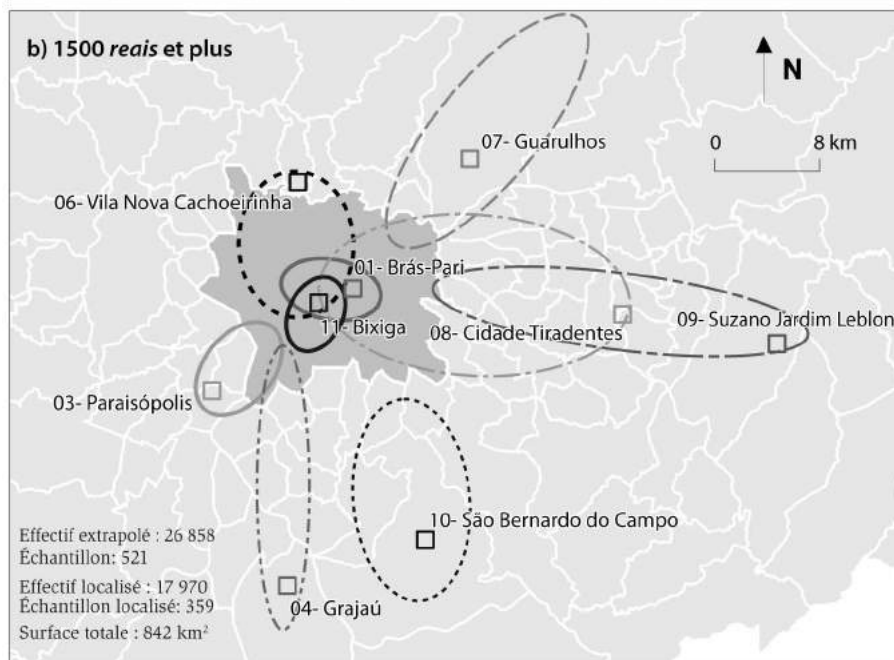 b) 1500 reais et plus
N
07- Guarulhos
0 8 km
06- Vila Nova Cachoeirinha
01- Brás-Pari
11- Bixiga
08- Cidade Tiradentes
09- Suzano Jardim Leblon
03- Paraisópolis
10- São Bernardo do Campo
04- Grajaú
Effectif extrapolé : 26 858
Échantillon: 521
Effectif localisé : 17 970
Échantillon localisé: 359
Surface totale : 842 km²